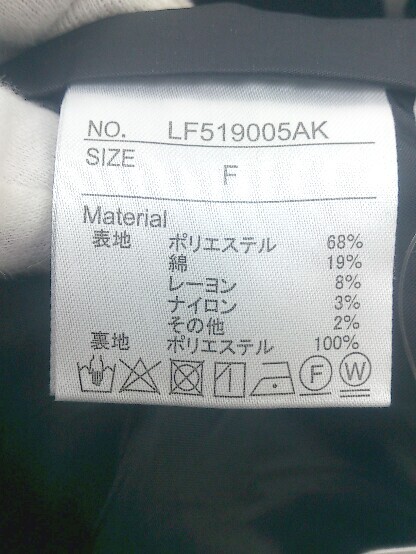 NO. LF519005AK
SIZE F
Material
表地 ポリエステル 68%
綿 19%
レーヨン 8%
ナイロン 3%
その他 2%
裏地 ポリエステル 100%
F W